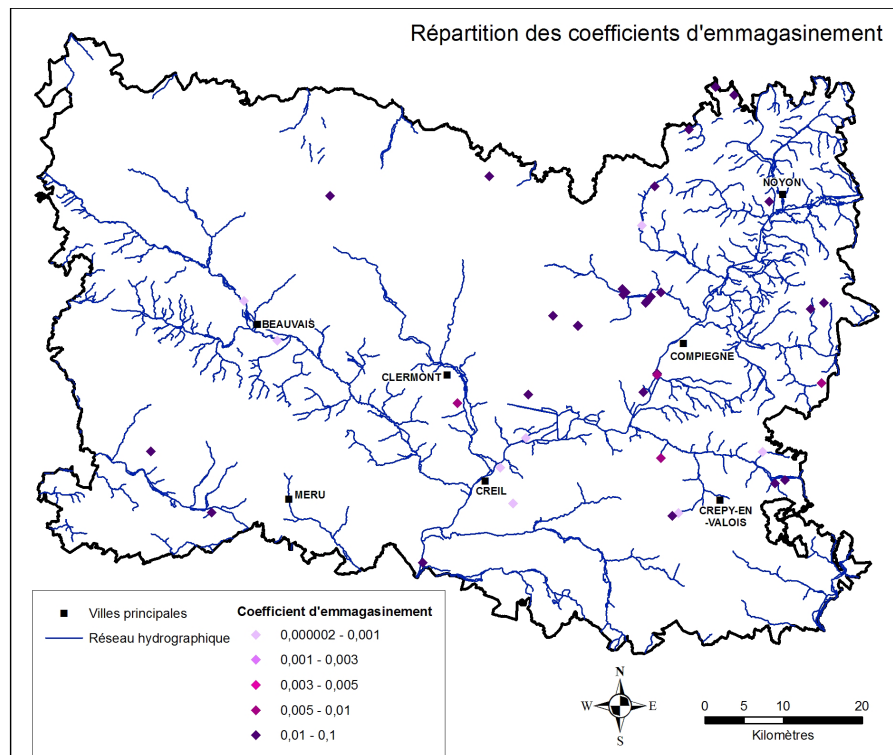 Répartition des coefficients d'emmagasinement
NOYON
BEAUVAIS
COMPIEGNE
CLERMONT
CREIL
MERU
CREPY-EN
-VALOIS
Villes principales
Réseau hydrographique
Coefficient d'emmagasinement
0,000002 - 0,001
0,001 - 0,003
0,003 - 0,005
0,005 - 0,01
0,01 - 0,1
N
W E
S
0 5 10 20
Kilomètres